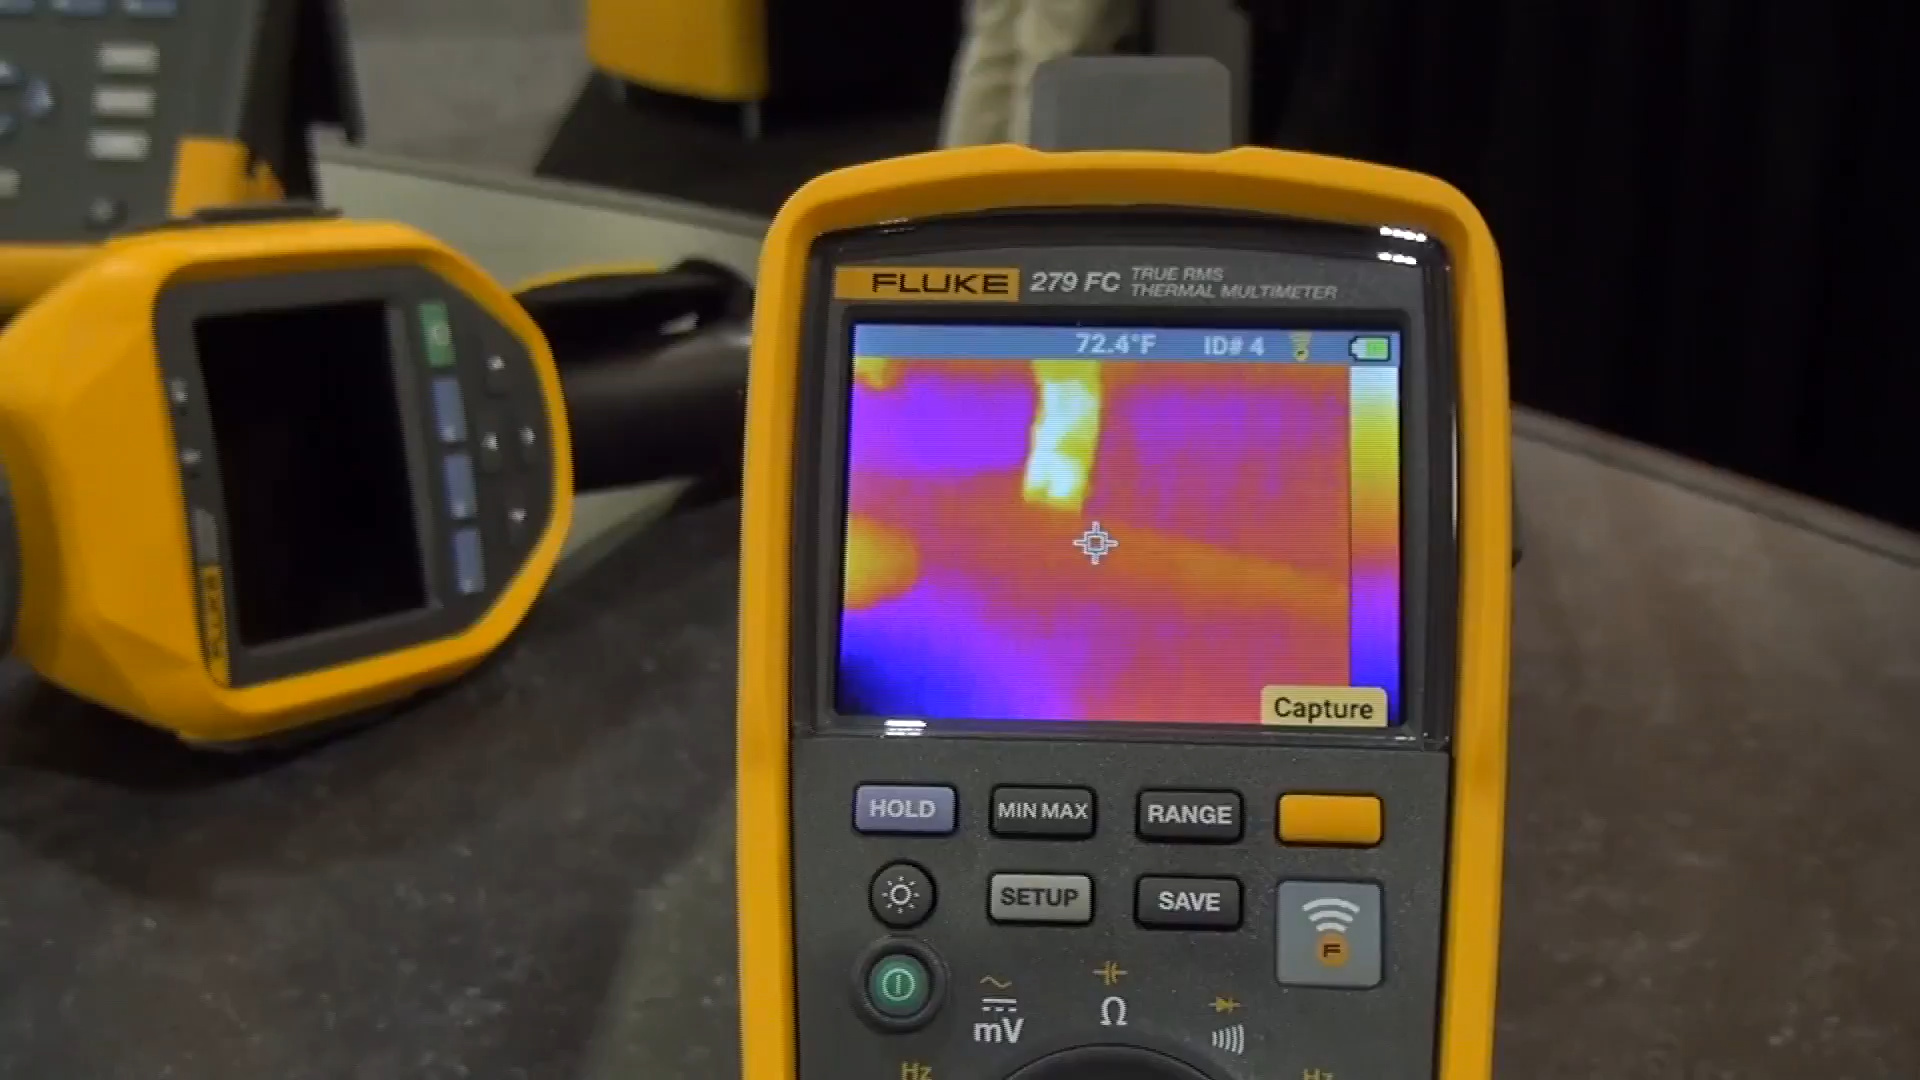 FLUKE 279 FC TRUE RMS
THERMAL MULTIMETER
72.4°F ID# 4
Capture
HOLD MIN MAX RANGE
SETUP SAVE
F
mV Ω
Hz Hz
FLUKE